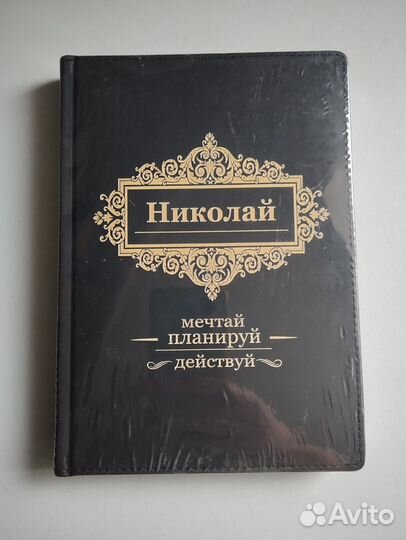 Николай
мечтай
планируй
действуй
Avito